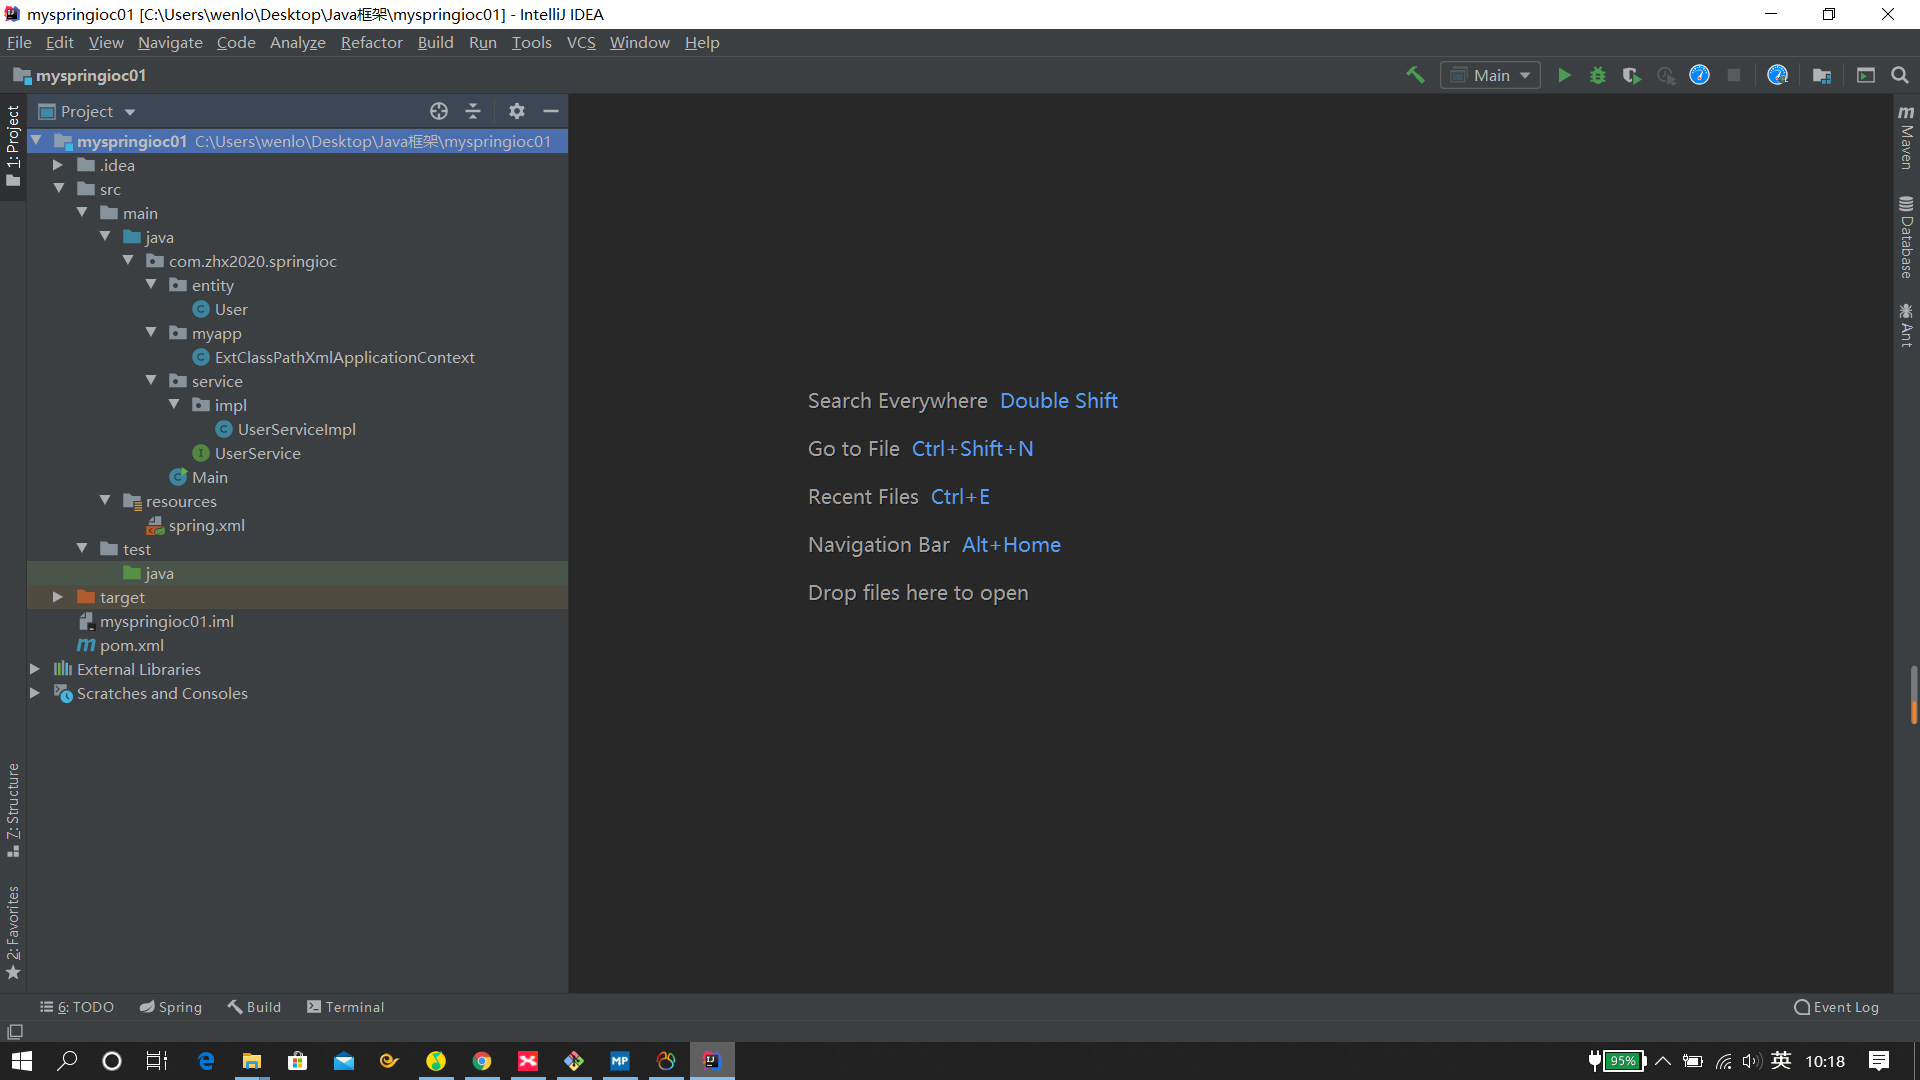 myspringioc01 [C:\Users\wenlo\Desktop\Java框架\myspringioc01] - IntelliJ IDEA
File Edit View Navigate Code Analyze Refactor Build Run Tools VCS Window Help
myspringioc01
Main
Project
1: Project
myspringioc01 C:\Users\wenlo\Desktop\Java框架\myspringioc01
.idea
src
main
java
com.zhx2020.springioc
entity
User
myapp
ExtClassPathXmlApplicationContext
service
impl
UserServiceImpl
UserService
Main
resources
spring.xml
test
java
target
myspringioc01.iml
pom.xml
External Libraries
Scratches and Consoles
7: Structure
2: Favorites
Search Everywhere Double Shift
Go to File Ctrl+Shift+N
Recent Files Ctrl+E
Navigation Bar Alt+Home
Drop files here to open
Maven
Database
Ant
6: TODO Spring Build Terminal
Event Log
MP
95%
英
10:18